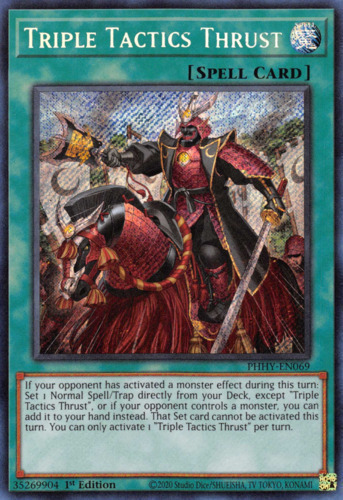 TRIPLE TACTICS THRUST
[SPELL CARD]
PHHY-EN069
If your opponent has activated a monster effect during this turn:
Set 1 Normal Spell/Trap directly from your Deck, except "Triple
Tactics Thrust", or if your opponent controls a monster, you can
add it to your hand instead. That Set card cannot be activated this
turn. You can only activate 1 "Triple Tactics Thrust" per turn.
35269904 1st Edition ©2020 Studio Dice/SHUEISHA, TV TOKYO, KONAMI